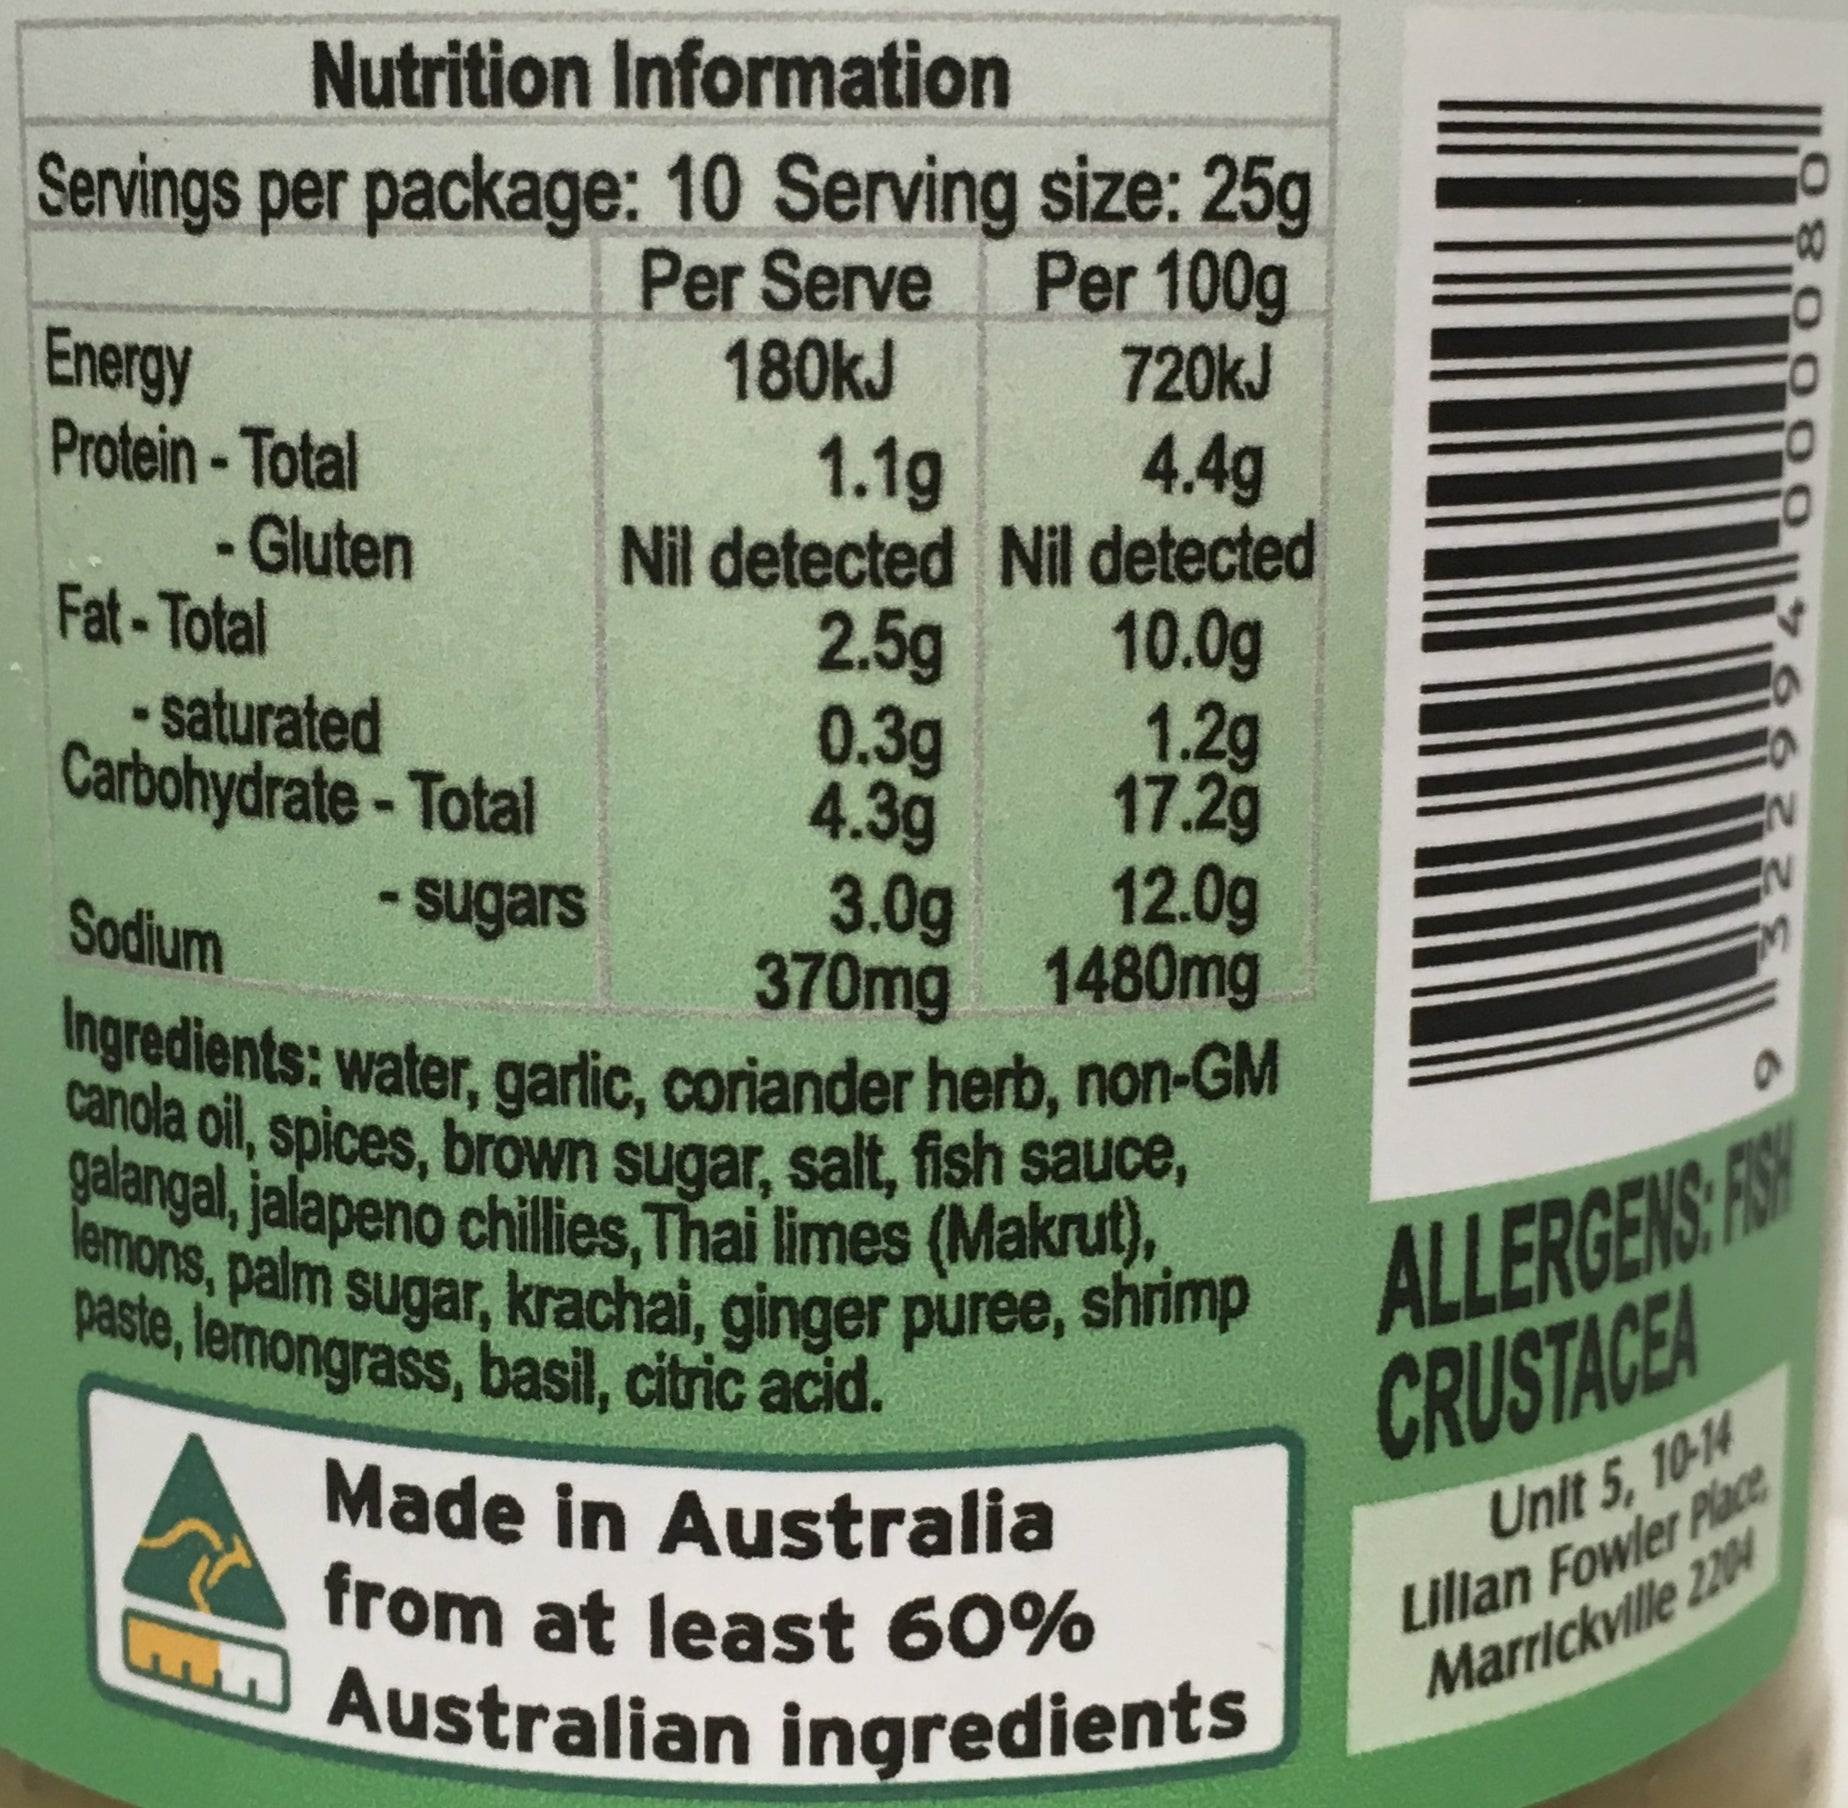 Nutrition Information
Servings per package: 10 Serving size: 25g
Per Serve Per 100g
Energy 180kJ 720kJ
Protein - Total 1.1g 4.4g
- Gluten Nil detected Nil detected
Fat - Total 2.5g 10.0g
- saturated 0.3g 1.2g
Carbohydrate - Total 4.3g 17.2g
- sugars 3.0g 12.0g
Sodium 370mg 1480mg
Ingredients: water, garlic, coriander herb, non-GM
canola oil, spices, brown sugar, salt, fish sauce,
galangal, jalapeno chillies, Thai limes (Makrut),
lemons, palm sugar, krachai, ginger puree, shrimp
paste, lemongrass, basil, citric acid.
Made in Australia
from at least 60%
Australian ingredients
9 322994 000080
ALLERGENS: FISH
CRUSTACEA
Unit 5, 10-14
Lilian Fowler Place,
Marrickville 2204